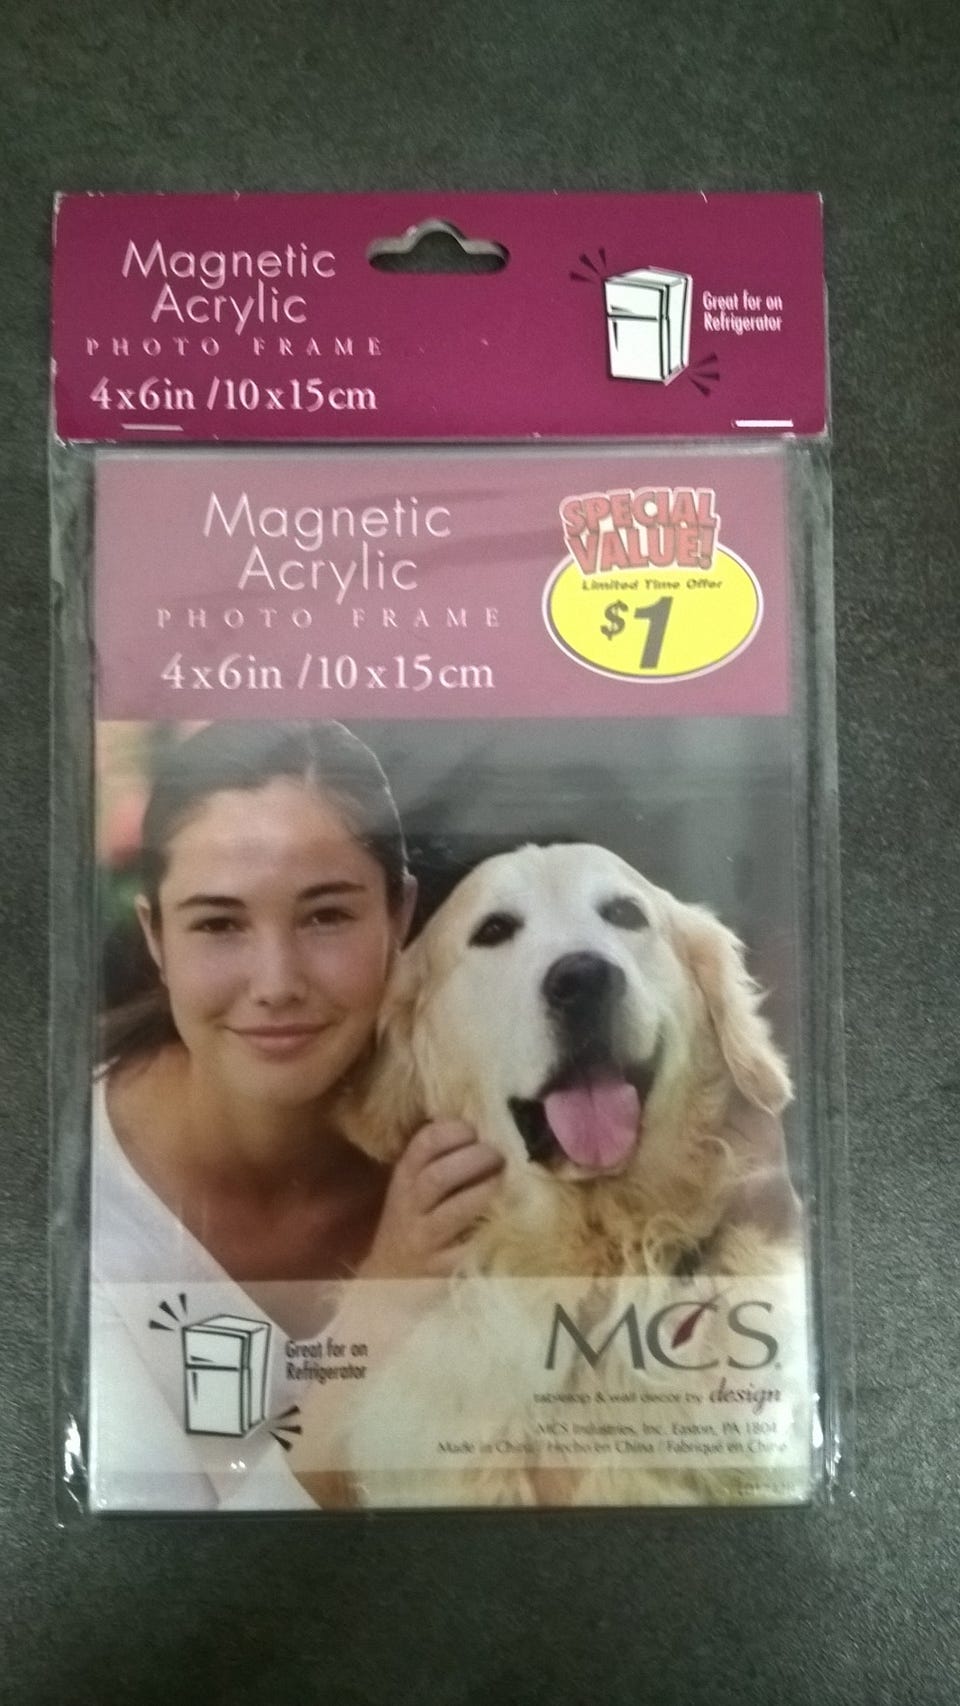 Magnetic
Acrylic
PHOTO FRAME
4x6in /10x15cm
Great for on
Refrigerator
Magnetic
Acrylic
PHOTO FRAME
4x6in /10x15cm
SPECIAL
VALUE!
Limited Time Offer
$1
Great for on
Refrigerator
MCS
tabletop & wall decor by design
MCS Industries, Inc. Easton, PA
Made in China / Hecho en China / Fabriqué en Chine